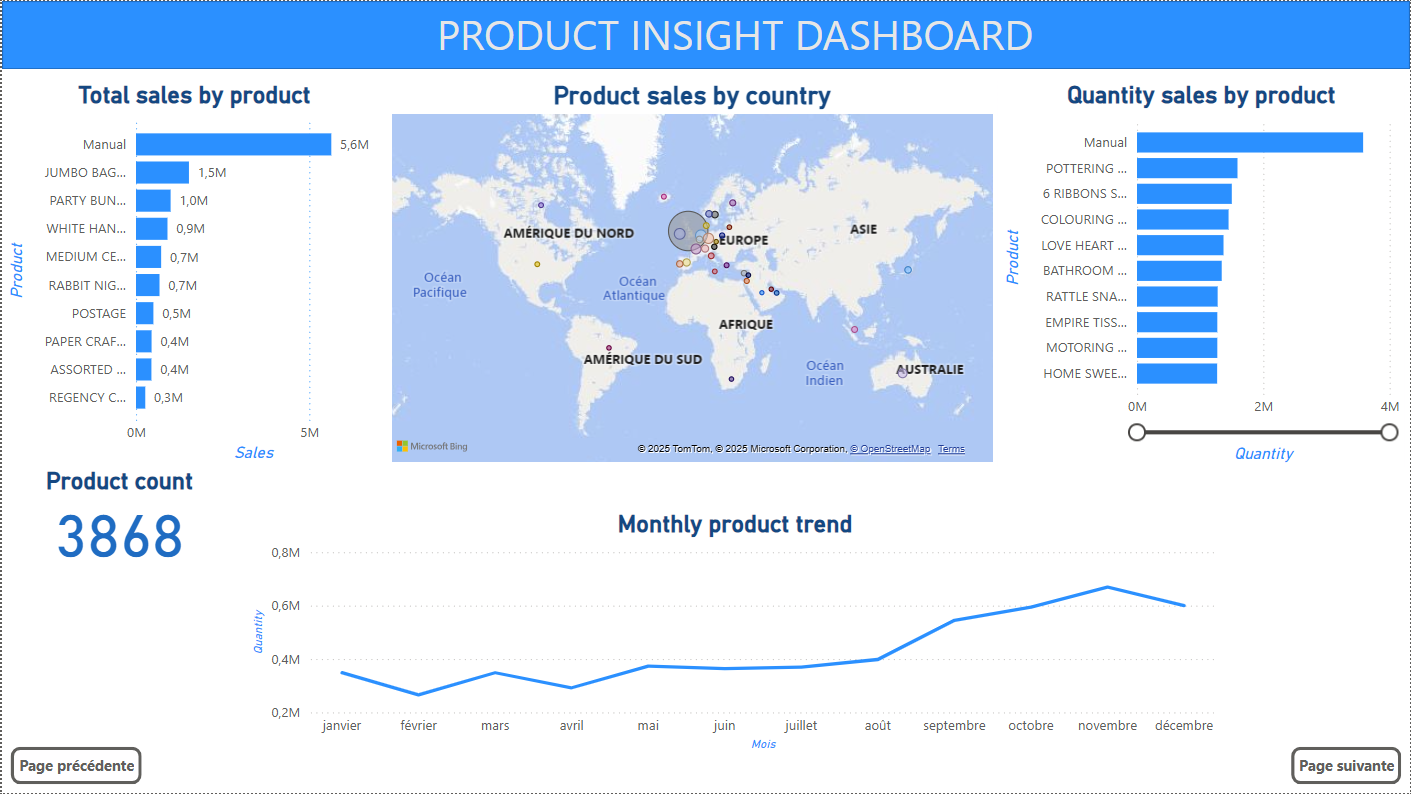 PRODUCT INSIGHT DASHBOARD
Total sales by product
Product
Manual 5,6M
JUMBO BAG... 1,5M
PARTY BUN... 1,0M
WHITE HAN... 0,9M
MEDIUM CE... 0,7M
RABBIT NIG... 0,7M
POSTAGE 0,5M
PAPER CRAF... 0,4M
ASSORTED ... 0,4M
REGENCY C... 0,3M
0M 5M
Sales
Product sales by country
AMÉRIQUE DU NORD
EUROPE
ASIE
Océan
Pacifique
Océan
Atlantique
AFRIQUE
AMÉRIQUE DU SUD
Océan
Indien
AUSTRALIE
Microsoft Bing
© 2025 TomTom, © 2025 Microsoft Corporation, © OpenStreetMap Terms
Quantity sales by product
Product
Manual
POTTERING ...
6 RIBBONS S...
COLOURING ...
LOVE HEART ...
BATHROOM ...
RATTLE SNA...
EMPIRE TISS...
MOTORING ...
HOME SWEE...
0M 2M 4M
Quantity
Product count
3868
Monthly product trend
Quantity
0,8M
0,6M
0,4M
0,2M
janvier février mars avril mai juin juillet août septembre octobre novembre décembre
Mois
Page précédente
Page suivante